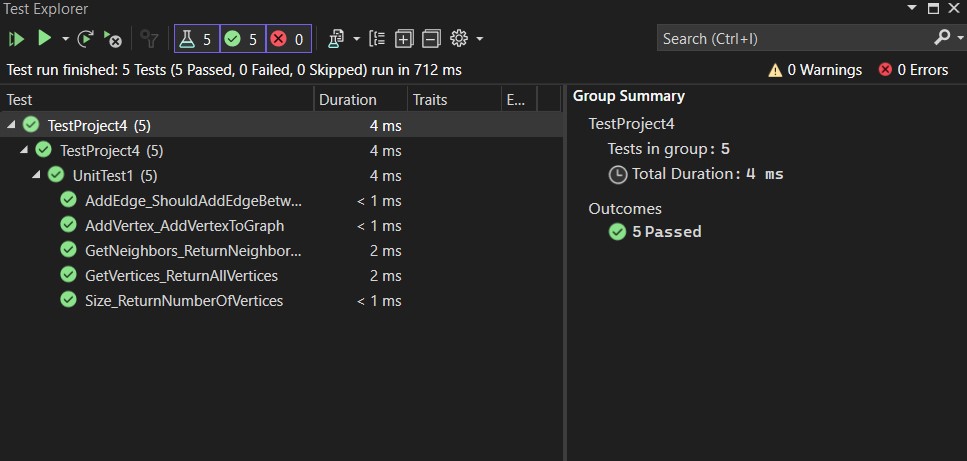 Test Explorer
5 5 0
Search (Ctrl+I)
Test run finished: 5 Tests (5 Passed, 0 Failed, 0 Skipped) run in 712 ms
0 Warnings 0 Errors
Test Duration Traits E...
TestProject4 (5) 4 ms
TestProject4 (5) 4 ms
UnitTest1 (5) 4 ms
AddEdge_ShouldAddEdgeBetw... < 1 ms
AddVertex_AddVertexToGraph < 1 ms
GetNeighbors_ReturnNeighbor... 2 ms
GetVertices_ReturnAllVertices 2 ms
Size_ReturnNumberOfVertices < 1 ms
Group Summary
TestProject4
Tests in group: 5
Total Duration: 4 ms
Outcomes
5 Passed